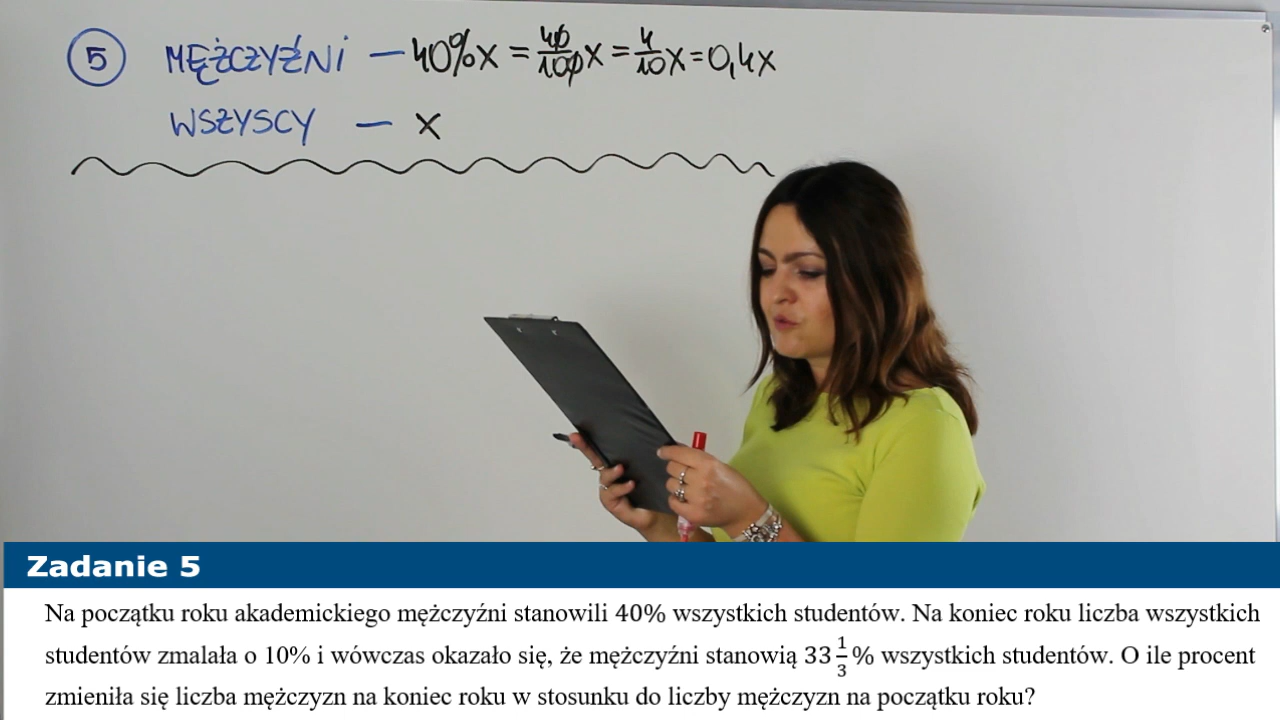 5 MĘŻCZYŹNI — 40%x = 40/100x = 4/10x = 0,4x
WSZYSCY — x
Zadanie 5
Na początku roku akademickiego mężczyźni stanowili 40% wszystkich studentów. Na koniec roku liczba wszystkich
studentów zmalała o 10% i wówczas okazało się, że mężczyźni stanowią 33 1/3% wszystkich studentów. O ile procent
zmieniła się liczba mężczyzn na koniec roku w stosunku do liczby mężczyzn na początku roku?